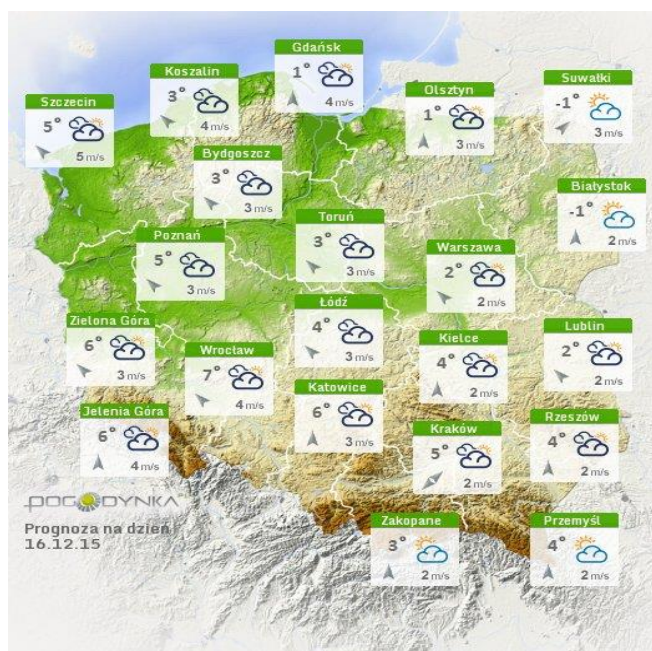 Gdańsk
1°
4 m/s
Koszalin
3°
4 m/s
Suwałki
-1°
3 m/s
Olsztyn
1°
3 m/s
Szczecin
5°
5 m/s
Bydgoszcz
3°
3 m/s
Białystok
-1°
2 m/s
Toruń
3°
3 m/s
Poznań
5°
3 m/s
Warszawa
2°
2 m/s
Łódź
4°
3 m/s
Zielona Góra
6°
3 m/s
Lublin
2°
2 m/s
Kielce
4°
2 m/s
Wrocław
7°
4 m/s
Katowice
6°
3 m/s
Jelenia Góra
6°
4 m/s
Rzeszów
4°
2 m/s
Kraków
5°
2 m/s
POGODYNKA
Prognoza na dzień
16.12.15
Zakopane
3°
2 m/s
Przemyśl
4°
2 m/s